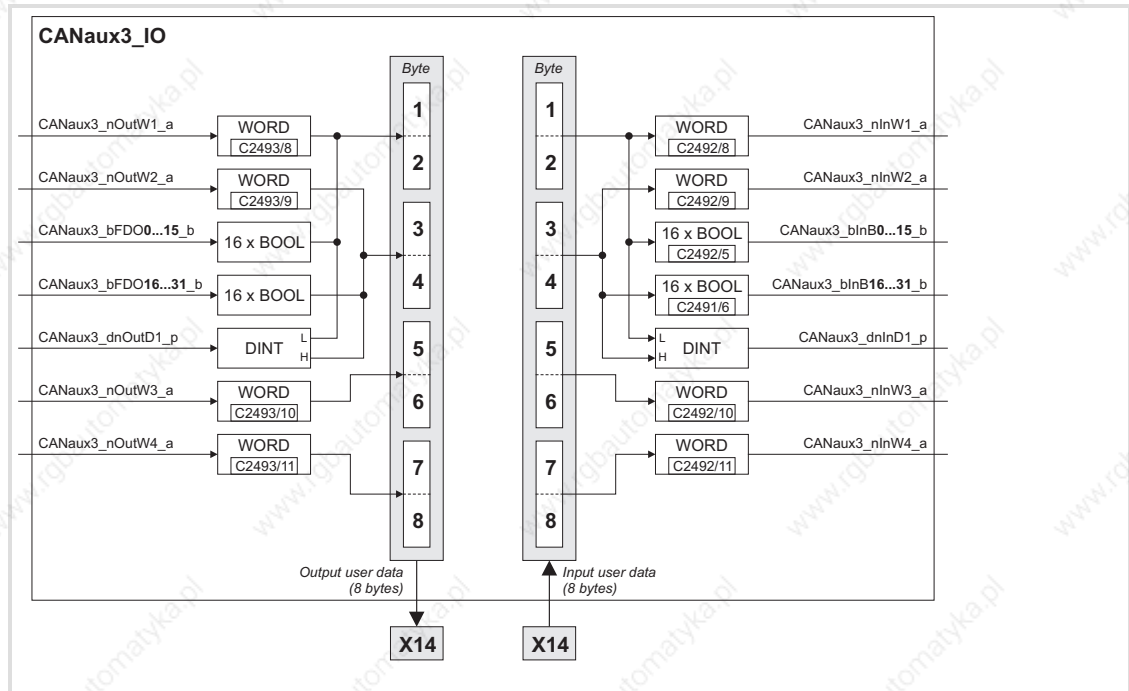 CANaux3_IO
Byte
1
2
3
4
5
6
7
8
CANaux3_nOutW1_a
WORD
C2493/8
CANaux3_nOutW2_a
WORD
C2493/9
CANaux3_bFDO0...15_b
16 x BOOL
CANaux3_bFDO16...31_b
16 x BOOL
CANaux3_dnOutD1_p
DINT
L
H
CANaux3_nOutW3_a
WORD
C2493/10
CANaux3_nOutW4_a
WORD
C2493/11
Output user data
(8 bytes)
X14
Byte
1
2
3
4
5
6
7
8
WORD
C2492/8
CANaux3_nInW1_a
WORD
C2492/9
CANaux3_nInW2_a
16 x BOOL
C2492/5
CANaux3_bInB0...15_b
16 x BOOL
C2491/6
CANaux3_bInB16...31_b
L
H
DINT
CANaux3_dnInD1_p
WORD
C2492/10
CANaux3_nInW3_a
WORD
C2492/11
CANaux3_nInW4_a
Input user data
(8 bytes)
X14
www.rgbautomatyka.pl